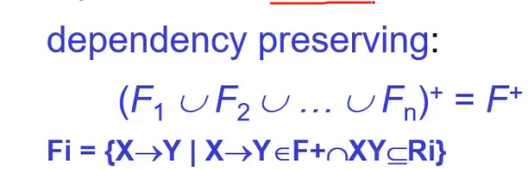 dependency preserving:
(F₁ ∪ F₂ ∪ … ∪ Fₙ)⁺ = F⁺
Fi = {X→Y | X→Y∈F+∩XY⊆Ri}